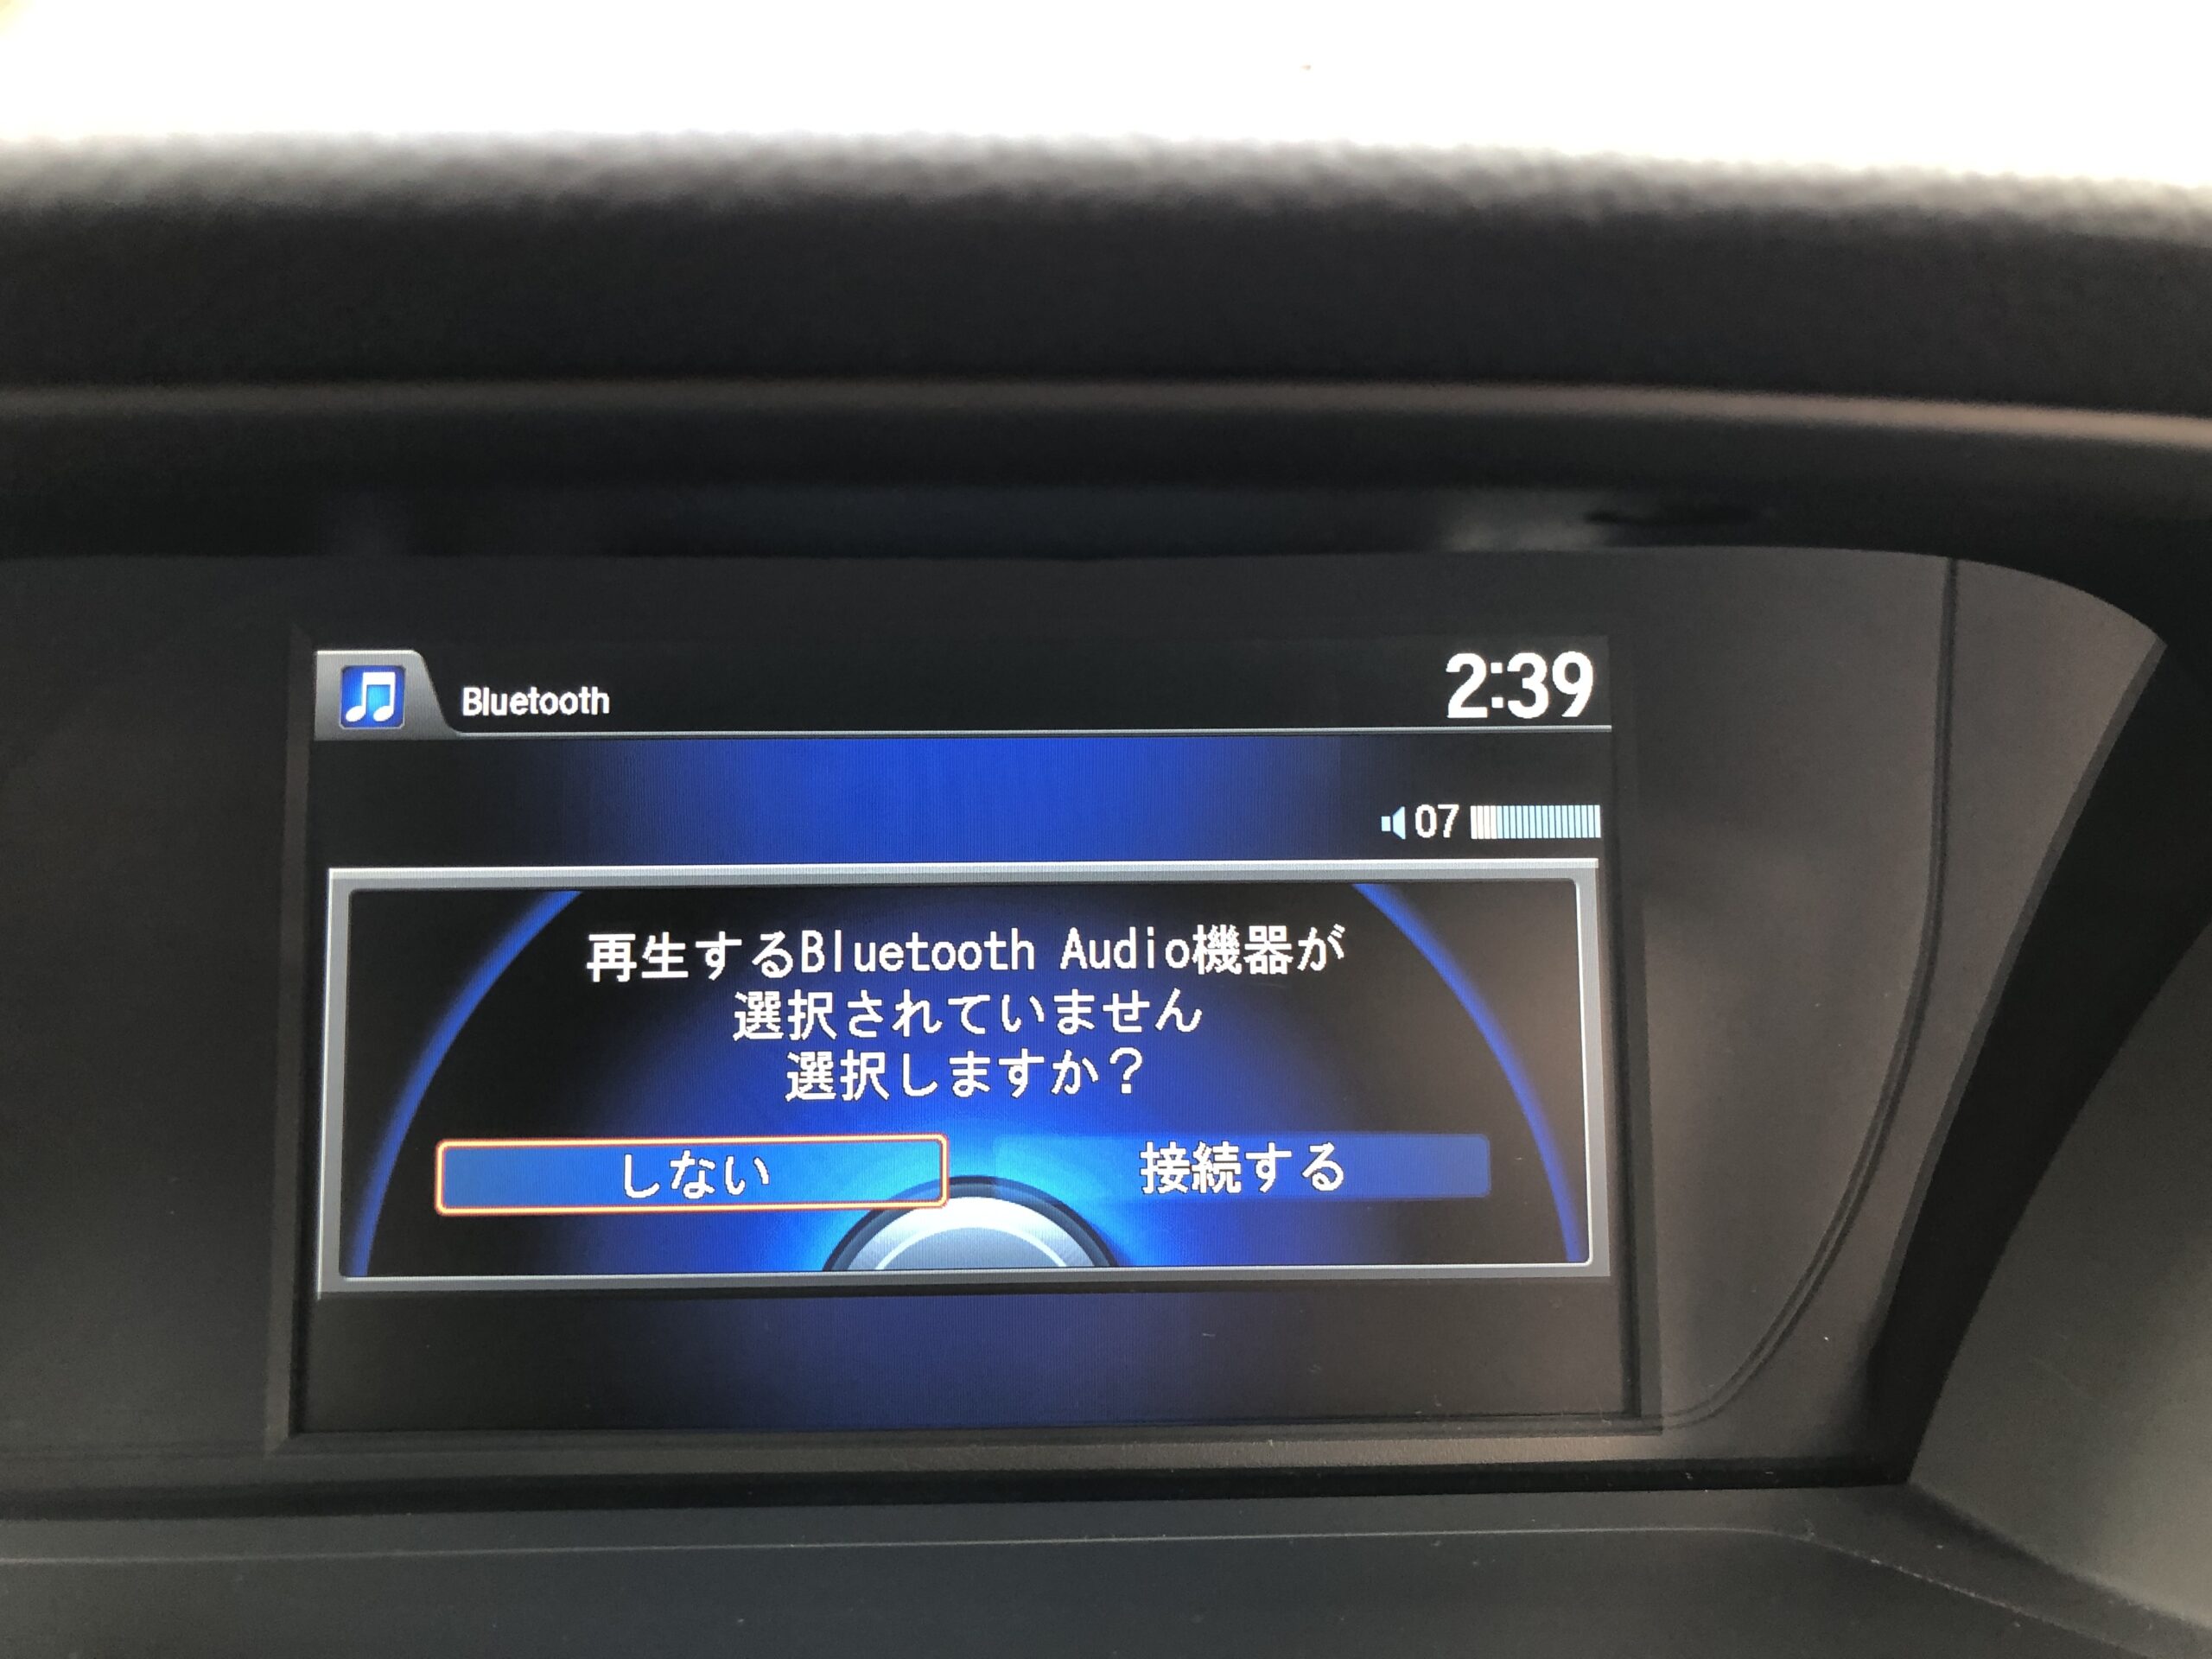 Bluetooth
2:39
07
再生するBluetooth Audio機器が
選択されていません
選択しますか?
しない
接続する